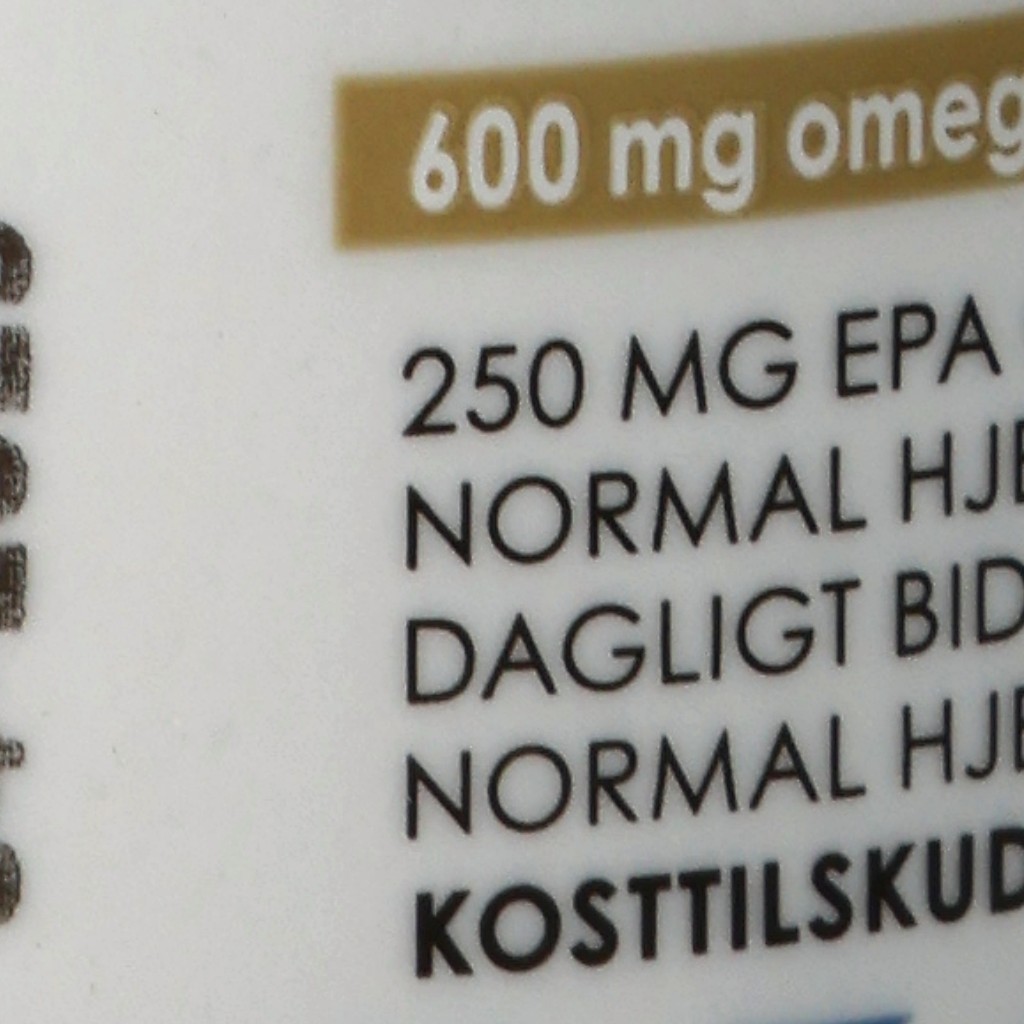 600 mg omeg
250 MG EPA
NORMAL HJE
DAGLIGT BID
NORMAL HJE
KOSTTILSKUD